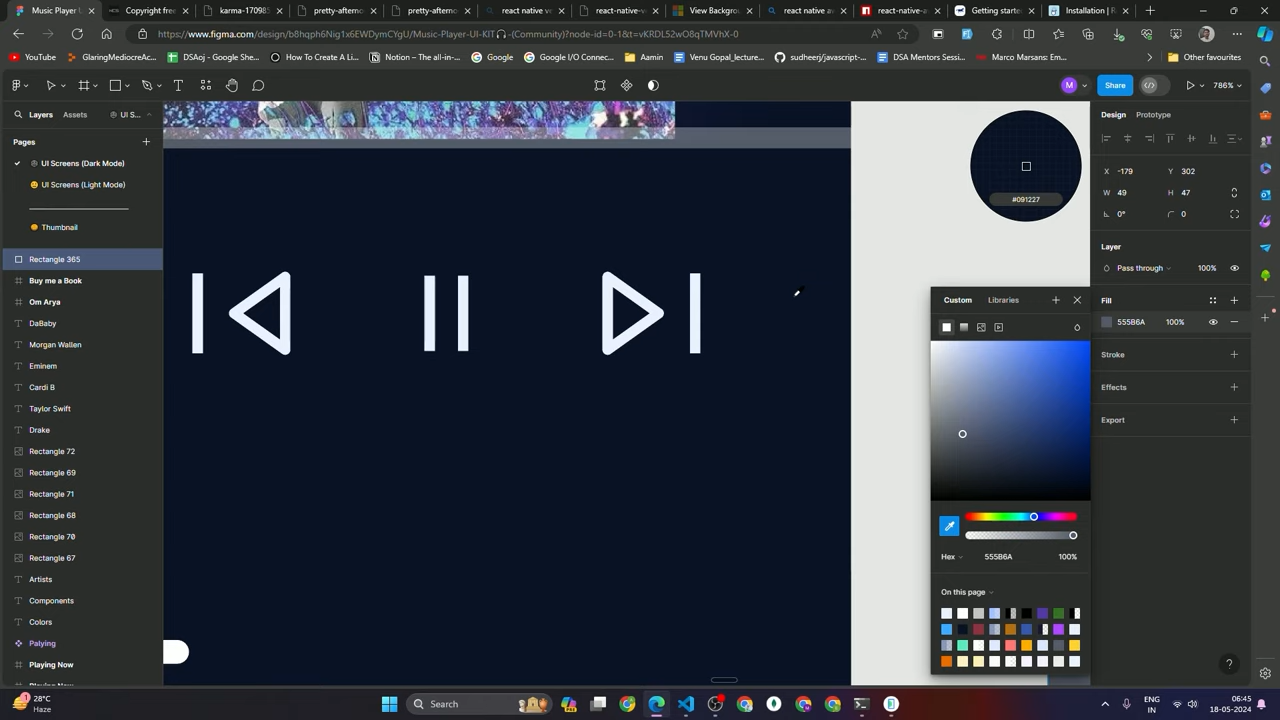 Music Player U
Copyright free
karma-170985
pretty-afterno
pretty-afterno
react native ve
react-native-v
View Backgrou
react native av
react-native-a
Getting starte
Installation | R
https://www.figma.com/design/b8hqph6Nig1x6EWDymCYgU/Music-Player-UI-KIT🎧-(Community)?node-id=0-1&t=vKRDL52wO8qTMVhX-0
YouTube
GlaringMediocreAc...
DSAoj - Google She...
How To Create A Li...
Notion – The all-in-...
Google
Google I/O Connec...
Aamin
Venu Gopal_lecture...
sudheerj/javascript-...
DSA Mentors Sessi...
Marco Marsans: Em...
Other favourites
M
Share
786%
Layers
Assets
UI S...
Design
Prototype
Pages
UI Screens (Dark Mode)
UI Screens (Light Mode)
Thumbnail
Rectangle 365
Buy me a Book
Om Arya
DaBaby
Morgan Wallen
Eminem
Cardi B
Taylor Swift
Drake
Rectangle 72
Rectangle 69
Rectangle 71
Rectangle 68
Rectangle 70
Rectangle 67
Artists
Components
Colors
Palying
Playing Now
#091227
X -179
Y 302
W 49
H 47
0°
0
Layer
Pass through
100%
Fill
555B6A
100%
Stroke
Effects
Export
Custom
Libraries
Hex
555B6A
100%
On this page
?
28°C
Haze
Search
ENG
IN
06:45
18-05-2024